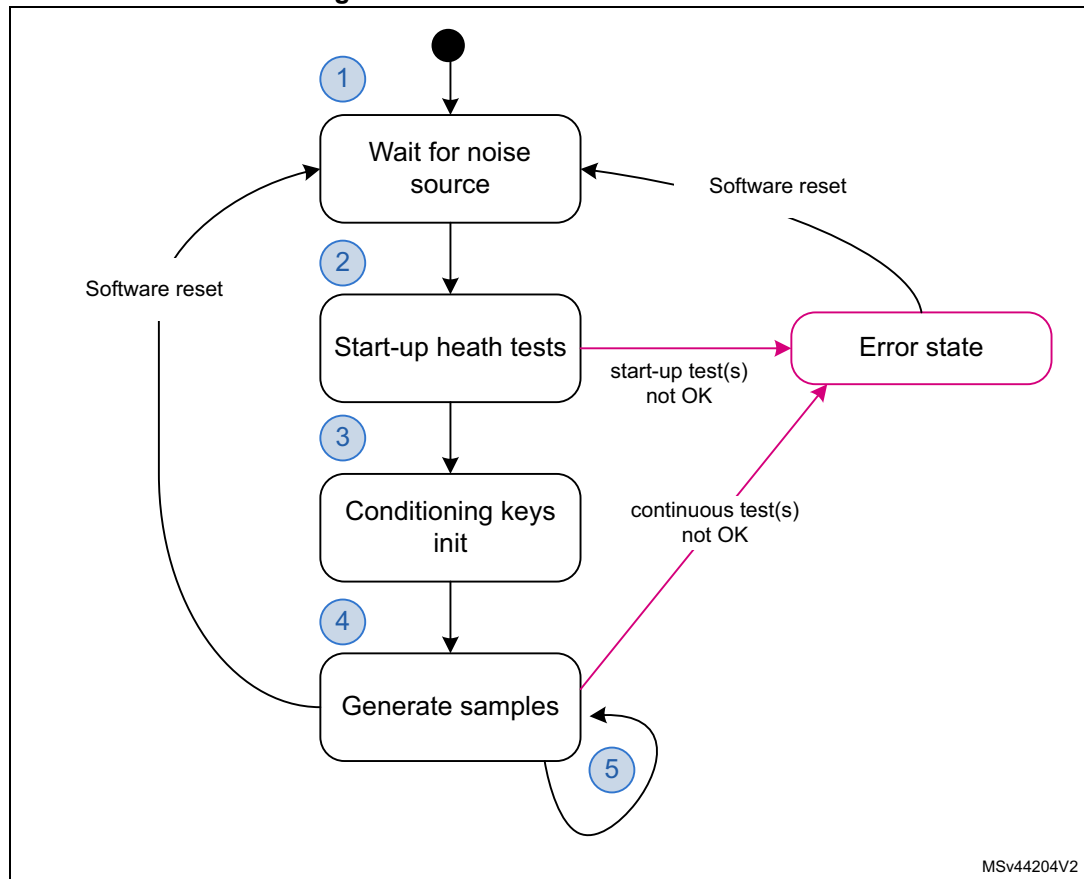 1
Wait for noise
source
Software reset
2
Software reset
Start-up heath tests
Error state
start-up test(s)
not OK
3
Conditioning keys
init
continuous test(s)
not OK
4
Generate samples
5
MSv44204V2